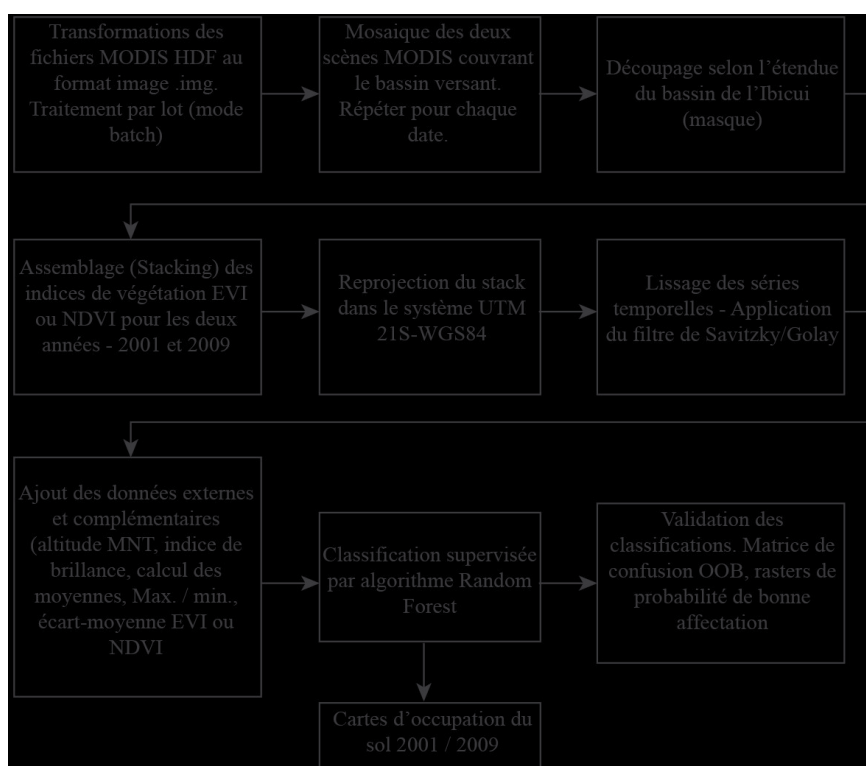 Transformations des
fichiers MODIS HDF au
format image .img.
Traitement par lot (mode
batch)
Mosaique des deux
scènes MODIS couvrant
le bassin versant.
Répéter pour chaque
date.
Découpage selon l’étendue
du bassin de l’Ibicui
(masque)
Assemblage (Stacking) des
indices de végétation EVI
ou NDVI pour les deux
années - 2001 et 2009
Reprojection du stack
dans le système UTM
21S-WGS84
Lissage des séries
temporelles - Application
du filtre de Savitzky/Golay
Ajout des données externes
et complémentaires
(altitude MNT, indice de
brillance, calcul des
moyennes, Max. / min.,
écart-moyenne EVI ou
NDVI
Classification supervisée
par algorithme Random
Forest
Validation des
classifications. Matrice de
confusion OOB, rasters de
probabilité de bonne
affectation
Cartes d’occupation du
sol 2001 / 2009